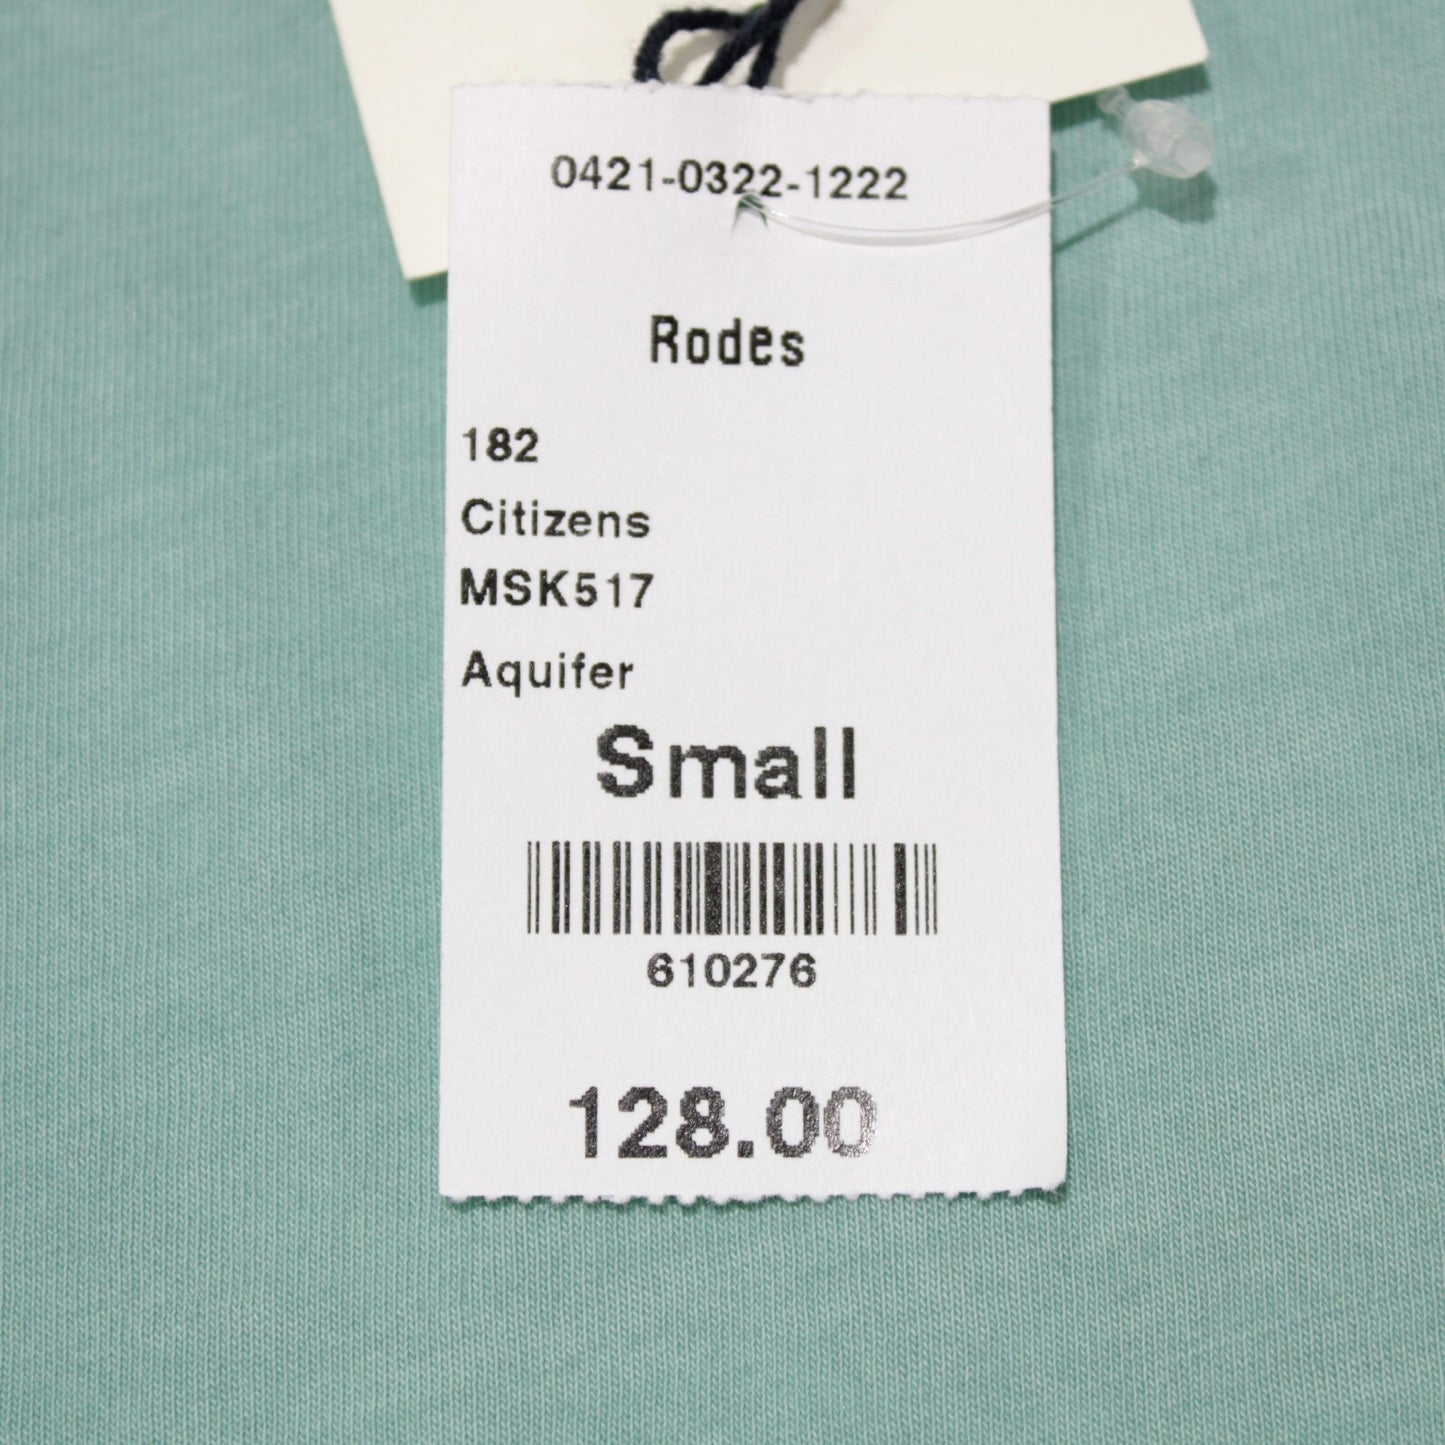 0421-0322-1222
Rodes
182
Citizens
MSK517
Aquifer
Small
610276
128.00